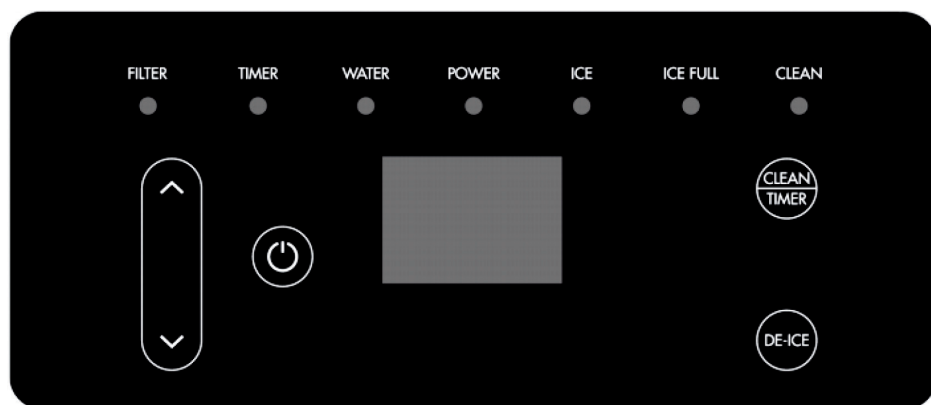 FILTER TIMER WATER POWER ICE ICE FULL CLEAN
CLEAN
TIMER
DE-ICE